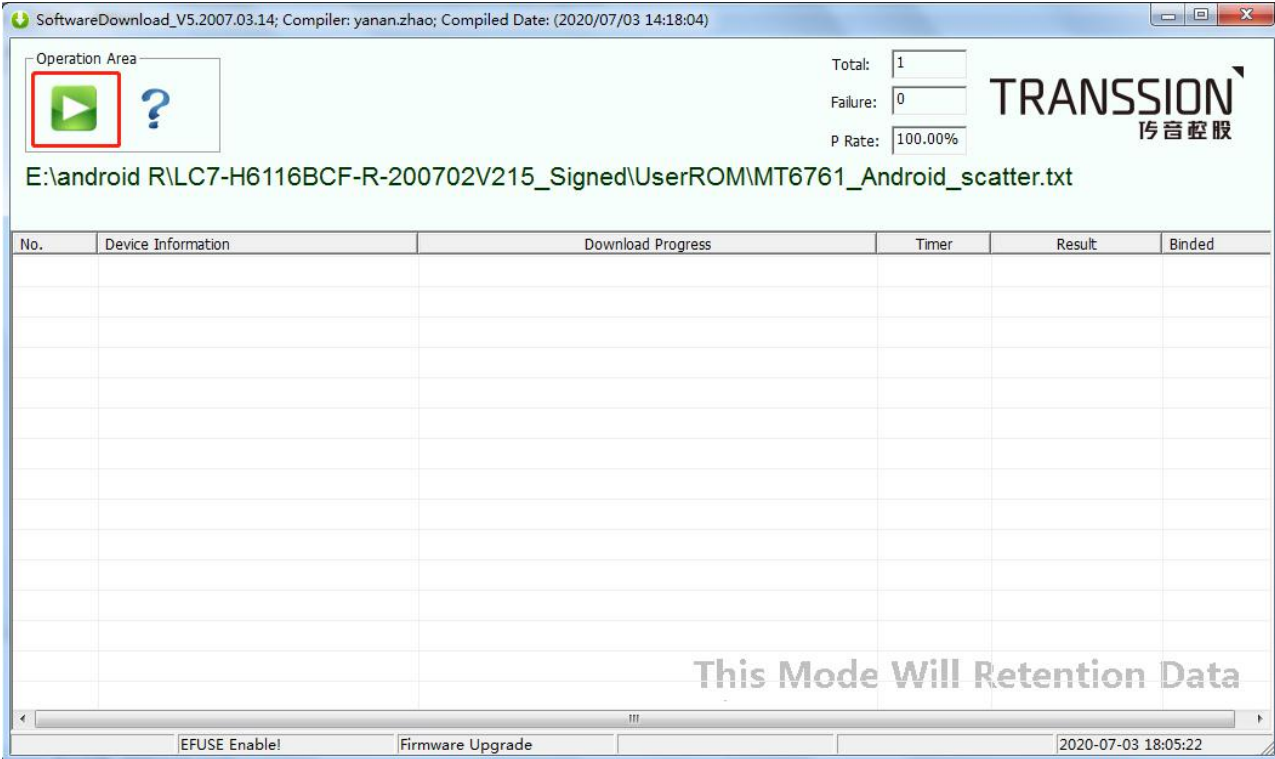 SoftwareDownload_V5.2007.03.14; Compiler: yanan.zhao; Compiled Date: (2020/07/03 14:18:04)
Operation Area
Total: 1
Failure: 0
P Rate: 100.00%
TRANSSION
传音控股
E:\android R\LC7-H6116BCF-R-200702V215_Signed\UserROM\MT6761_Android_scatter.txt
No. Device Information Download Progress Timer Result Binded
This Mode Will Retention Data
EFUSE Enable! Firmware Upgrade 2020-07-03 18:05:22